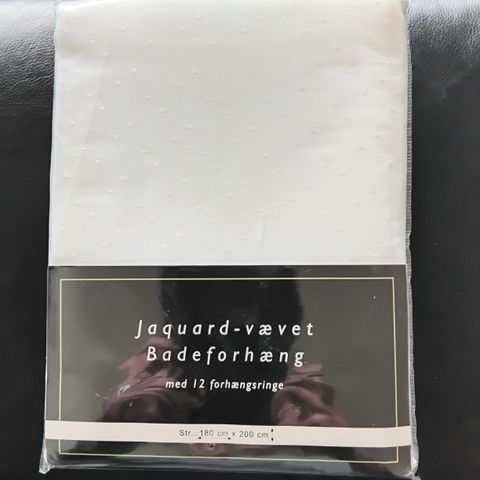 Jaquard-vævet
Badeforhæng
med 12 forhængsringe
Str.: 180 cm x 200 cm